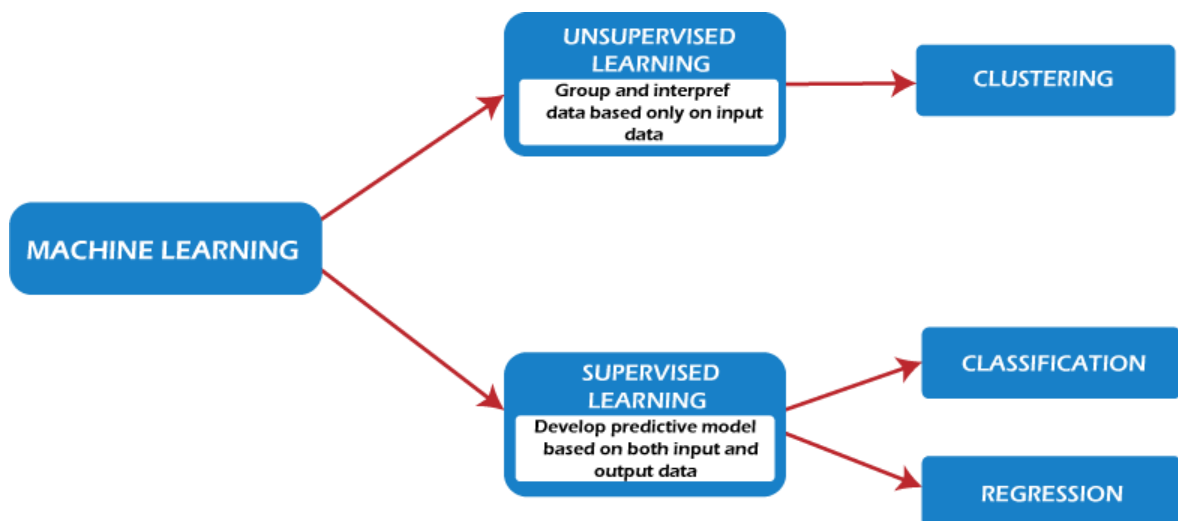 UNSUPERVISED
LEARNING
Group and interpref
data based only on input
data
CLUSTERING
MACHINE LEARNING
SUPERVISED
LEARNING
Develop predictive model
based on both input and
output data
CLASSIFICATION
REGRESSION